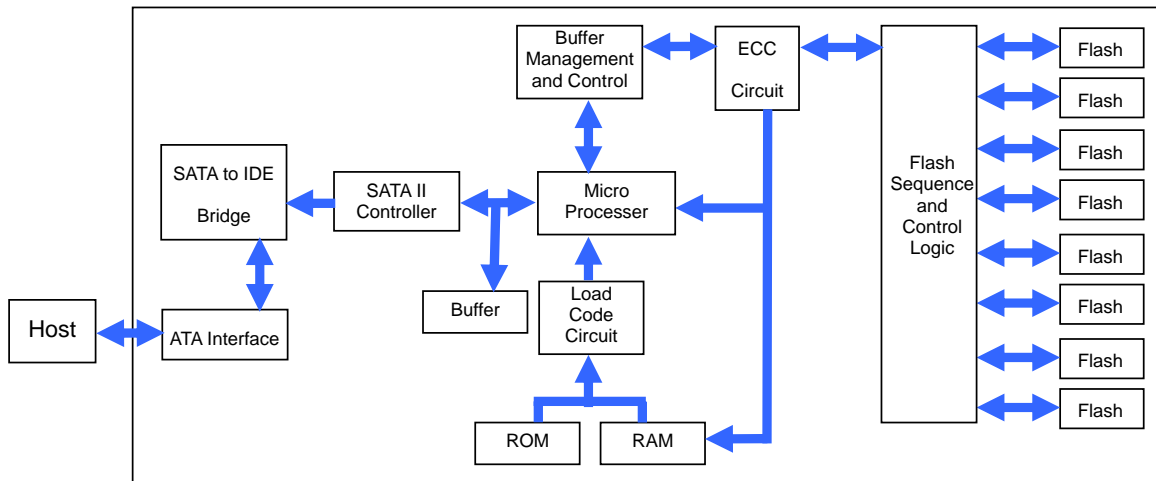 Buffer
Management
and Control
ECC
Circuit
Flash
Flash
Flash
Flash
Flash
Flash
Flash
Flash
Flash
Sequence
and
Control
Logic
SATA to IDE
Bridge
SATA II
Controller
Micro
Processer
Buffer
Load
Code
Circuit
Host
ATA Interface
ROM
RAM